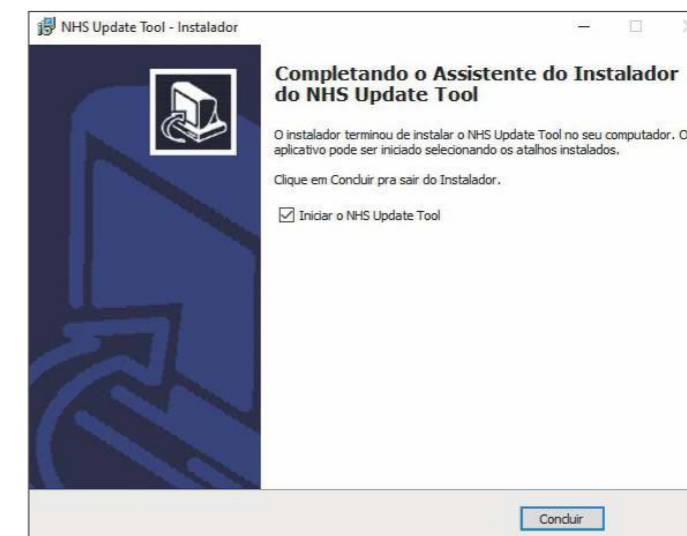 NHS Update Tool - Instalador
Completando o Assistente do Instalador
do NHS Update Tool
O instalador terminou de instalar o NHS Update Tool no seu computador. O
aplicativo pode ser iniciado selecionando os atalhos instalados.
Clique em Concluir pra sair do Instalador.
Iniciar o NHS Update Tool
Concluir